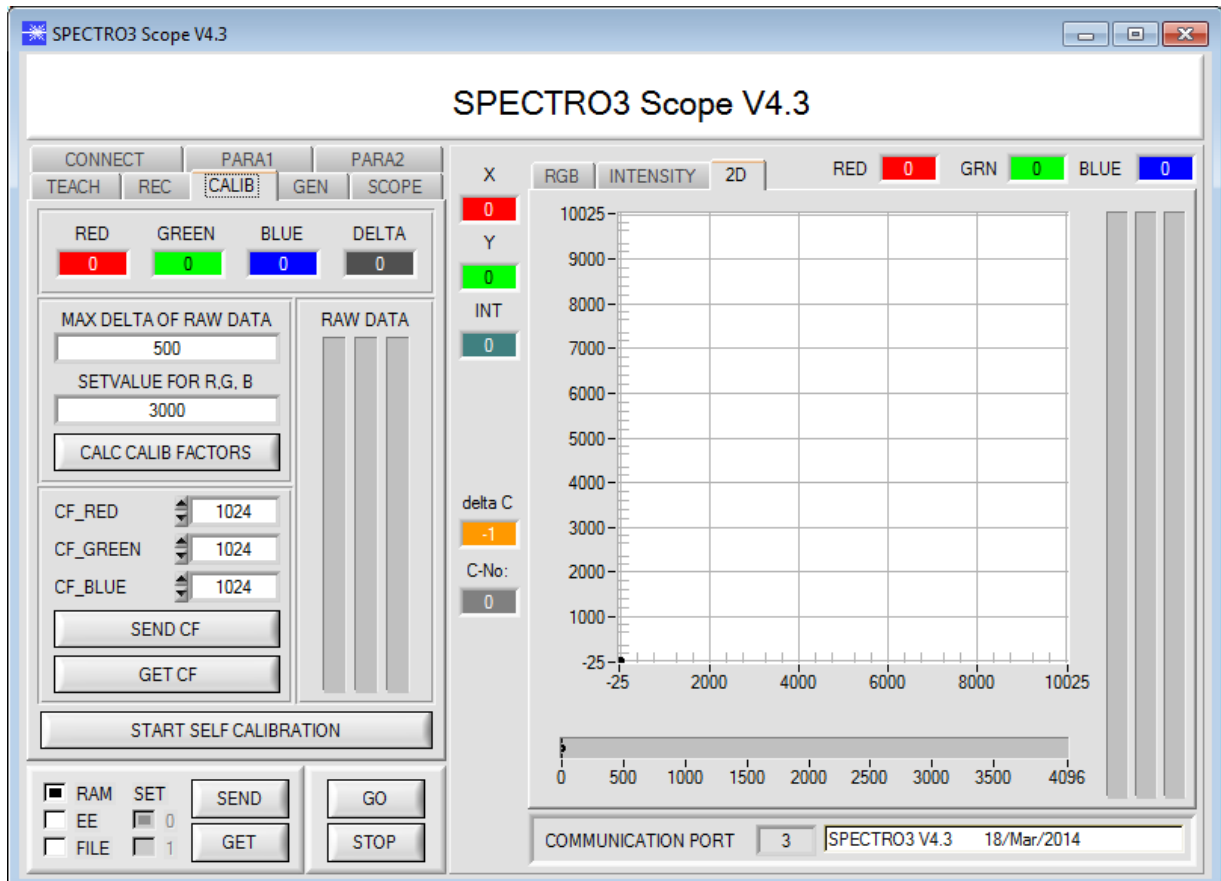 SPECTRO3 Scope V4.3
SPECTRO3 Scope V4.3
CONNECT PARA1 PARA2
TEACH REC CALIB GEN SCOPE
RED GREEN BLUE DELTA
0 0 0 0
MAX DELTA OF RAW DATA
500
SETVALUE FOR R,G, B
3000
CALC CALIB FACTORS
RAW DATA
CF_RED 1024
CF_GREEN 1024
CF_BLUE 1024
SEND CF
GET CF
START SELF CALIBRATION
RAM SET SEND GO
EE 0
FILE 1 GET STOP
X
0
Y
0
INT
0
delta C
-1
C-No:
0
RGB INTENSITY 2D RED 0 GRN 0 BLUE 0
10025
9000
8000
7000
6000
5000
4000
3000
2000
1000
-25
-25 2000 4000 6000 8000 10025
0 500 1000 1500 2000 2500 3000 3500 4096
COMMUNICATION PORT 3 SPECTRO3 V4.3 18/Mar/2014